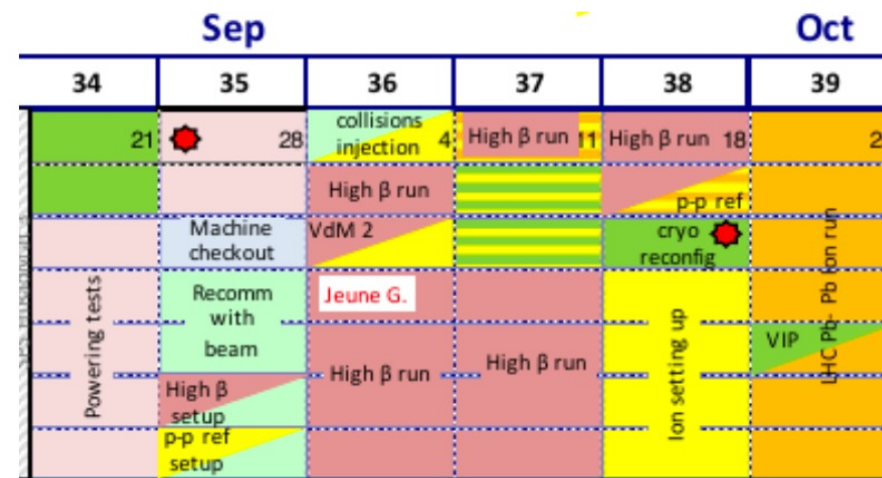 Sep
Oct
34
35
36
37
38
39
21
28
collisions
injection
4
High β run
11
High β run
18
2
High β run
p-p ref
Machine
checkout
VdM 2
cryo
reconfig
Powering tests
Recomm
with
beam
Jeune G.
High β run
High β run
Ion setting up
VIP
LHC Pb- Pb Ion run
High β
setup
p-p ref
setup